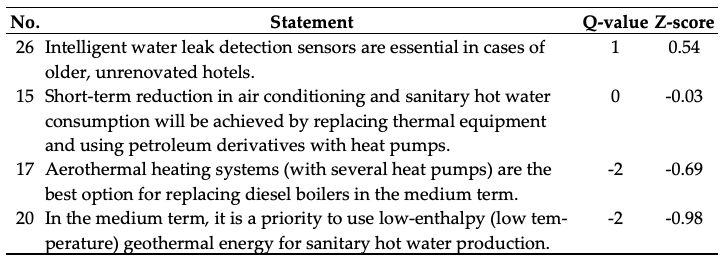 No. Statement Q-value Z-score
26 Intelligent water leak detection sensors are essential in cases of 1 0.54
older, unrenovated hotels.
15 Short-term reduction in air conditioning and sanitary hot water 0 -0.03
consumption will be achieved by replacing thermal equipment
and using petroleum derivatives with heat pumps.
17 Aerothermal heating systems (with several heat pumps) are the -2 -0.69
best option for replacing diesel boilers in the medium term.
20 In the medium term, it is a priority to use low-enthalpy (low tem- -2 -0.98
perature) geothermal energy for sanitary hot water production.